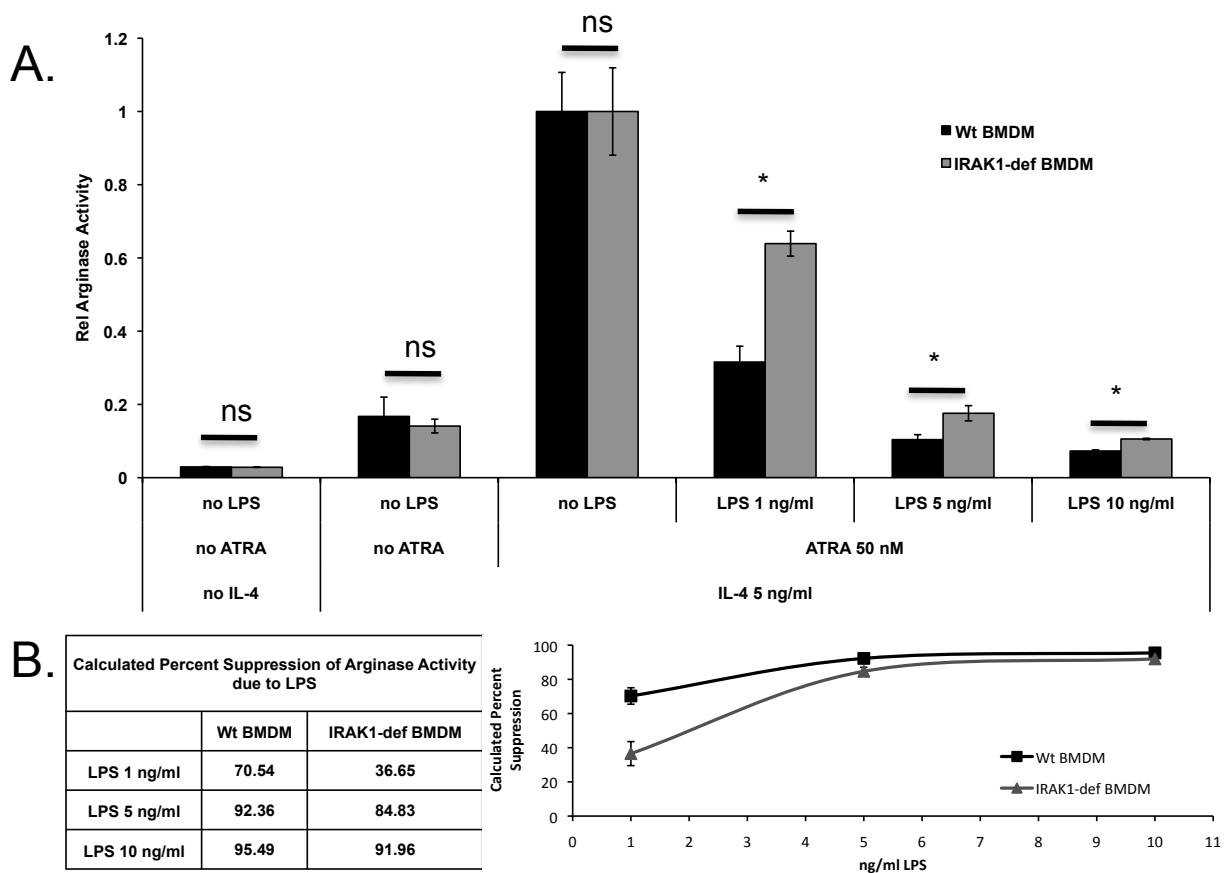 A.
Rel Arginase Activity
1.2
1
0.8
0.6
0.4
0.2
0
ns
ns
ns
*
*
*
Wt BMDM
IRAK1-def BMDM
no LPS no LPS no LPS LPS 1 ng/ml LPS 5 ng/ml LPS 10 ng/ml
no ATRA no ATRA ATRA 50 nM
no IL-4 IL-4 5 ng/ml
B.
Calculated Percent Suppression of Arginase Activity
due to LPS
Wt BMDM IRAK1-def BMDM
LPS 1 ng/ml 70.54 36.65
LPS 5 ng/ml 92.36 84.83
LPS 10 ng/ml 95.49 91.96
Calculated Percent
Suppression
100
80
60
40
20
0
Wt BMDM
IRAK1-def BMDM
0 1 2 3 4 5 6 7 8 9 10 11
ng/ml LPS